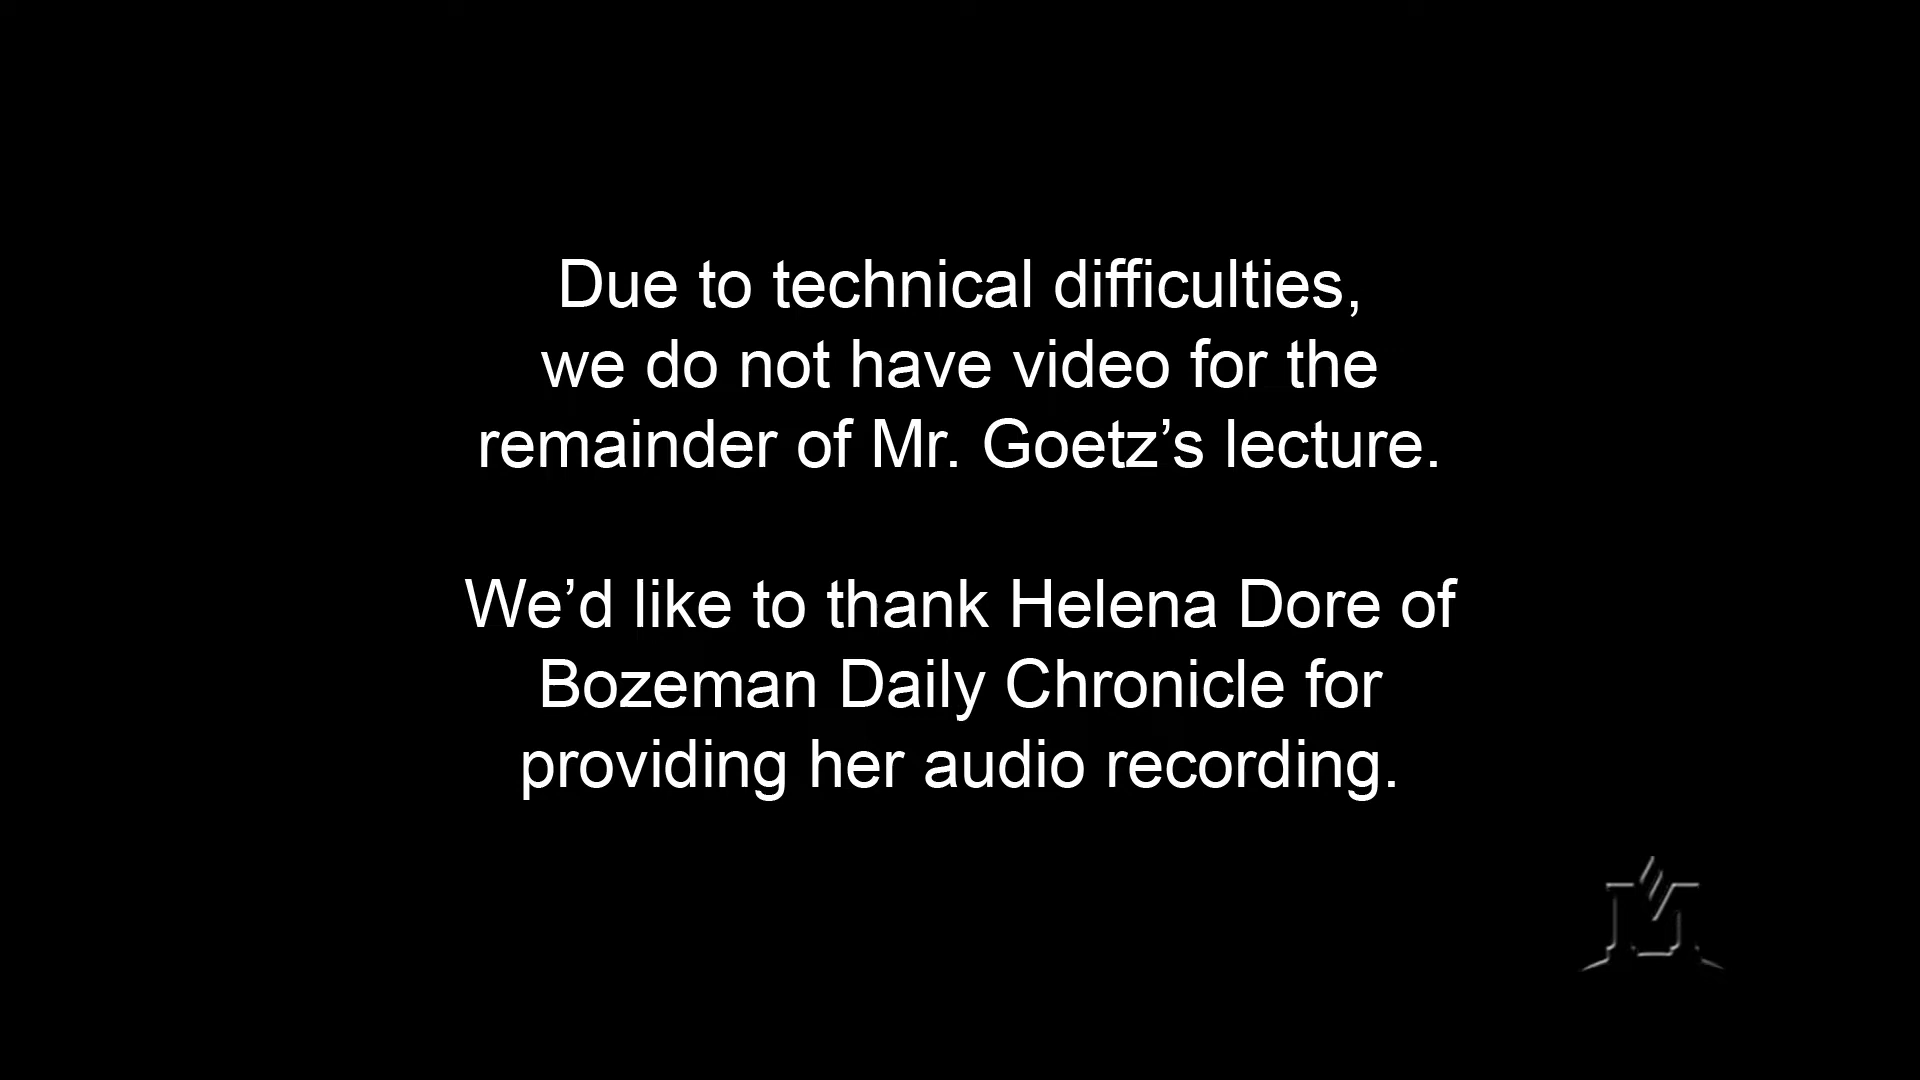 Due to technical difficulties,
we do not have video for the
remainder of Mr. Goetz’s lecture.
We’d like to thank Helena Dore of
Bozeman Daily Chronicle for
providing her audio recording.